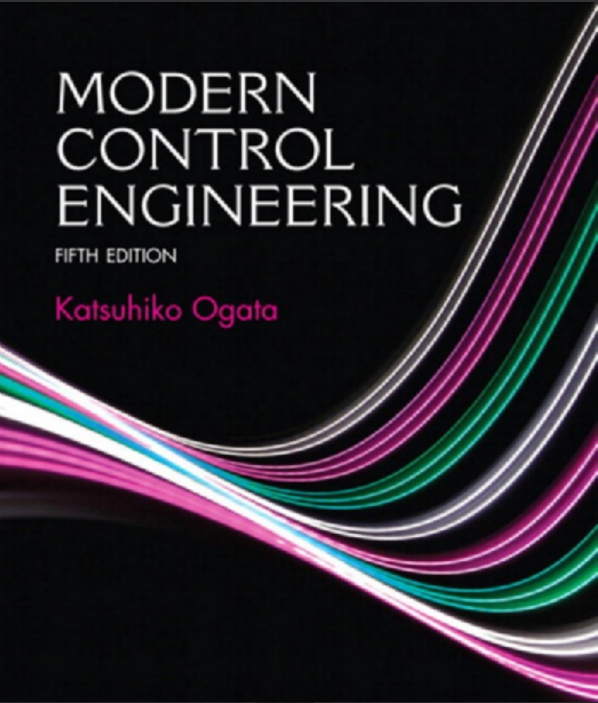 MODERN
CONTROL
ENGINEERING
FIFTH EDITION
Katsuhiko Ogata